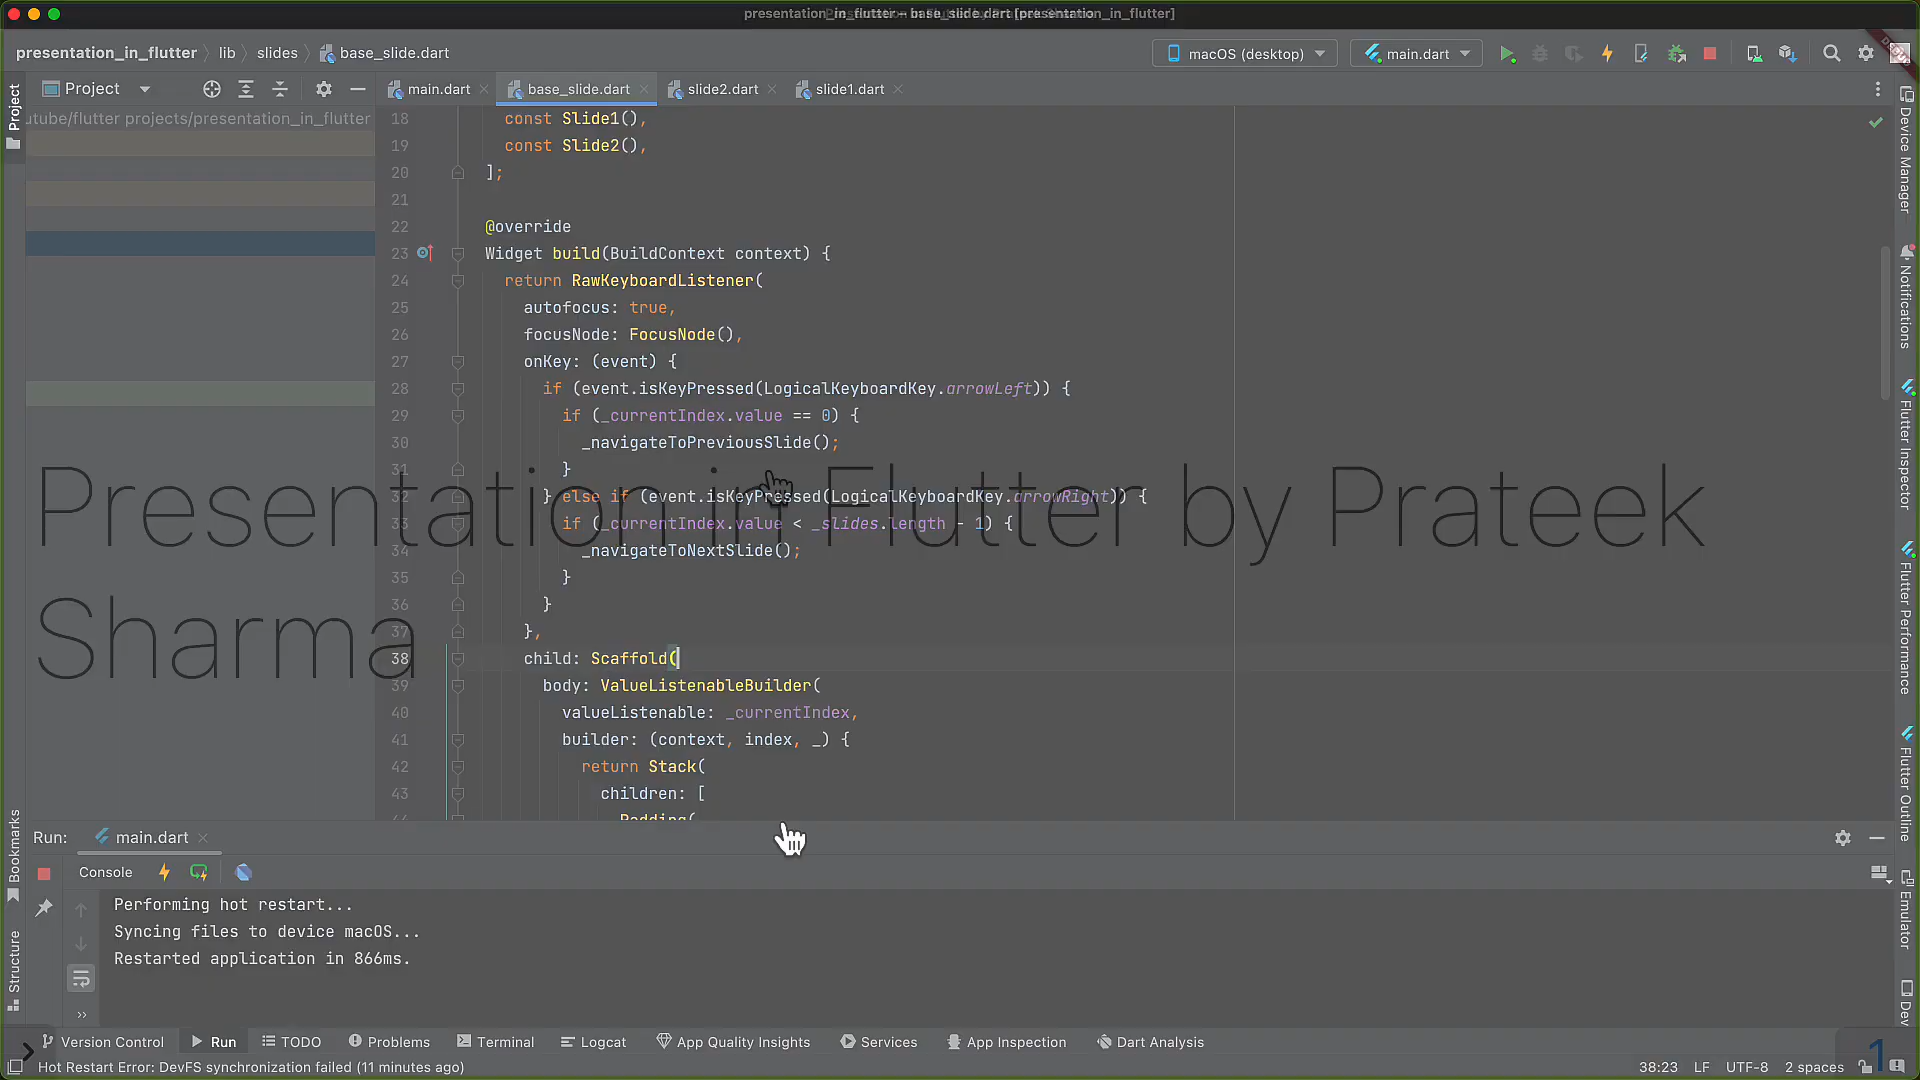 presentation_in_flutter – base_slide.dart [presentation_in_flutter]
presentation_in_flutter
lib
slides
base_slide.dart
macOS (desktop)
main.dart
Project
main.dart
base_slide.dart
slide2.dart
slide1.dart
utube/flutter projects/presentation_in_flutter
18 const Slide1(),
19 const Slide2(),
20 ];
21
22 @override
23 Widget build(BuildContext context) {
24 return RawKeyboardListener(
25 autofocus: true,
26 focusNode: FocusNode(),
27 onKey: (event) {
28 if (event.isKeyPressed(LogicalKeyboardKey.arrowLeft)) {
29 if (_currentIndex.value == 0) {
30 _navigateToPreviousSlide();
31 }
32 } else if (event.isKeyPressed(LogicalKeyboardKey.arrowRight)) {
33 if (_currentIndex.value < _slides.length - 1) {
34 _navigateToNextSlide();
35 }
36 }
37 },
38 child: Scaffold(
39 body: ValueListenableBuilder(
40 valueListenable: _currentIndex,
41 builder: (context, index, _) {
42 return Stack(
43 children: [
44 Padding(
Presentation in Flutter by Prateek
Sharma
Project
Bookmarks
Structure
Device Manager
Notifications
Flutter Inspector
Flutter Performance
Flutter Outline
Emulator
Dev
Run:
main.dart
Console
Performing hot restart...
Syncing files to device macOS...
Restarted application in 866ms.
Version Control
Run
TODO
Problems
Terminal
Logcat
App Quality Insights
Services
App Inspection
Dart Analysis
1
Hot Restart Error: DevFS synchronization failed (11 minutes ago)
38:23
LF
UTF-8
2 spaces